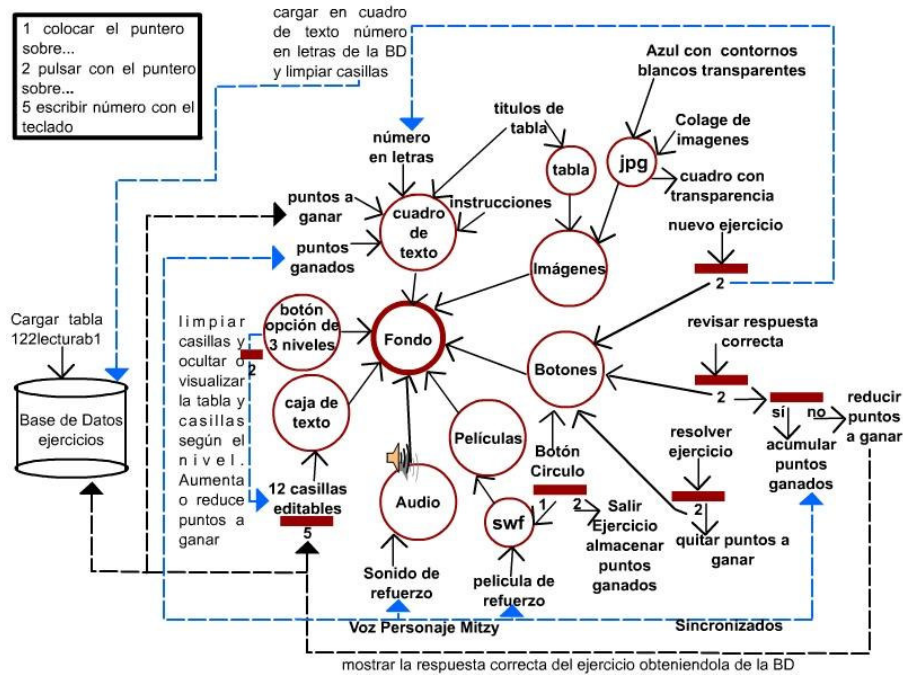 1 colocar el puntero
sobre...
2 pulsar con el puntero
sobre...
5 escribir número con el
teclado
cargar en cuadro
de texto número
en letras de la BD
y limpiar casillas
Azul con contornos
blancos transparentes
titulos de
tabla
Colage de
imagenes
número
en letras
tabla
jpg
cuadro con
transparencia
puntos a
ganar
cuadro
de
texto
instrucciones
nuevo ejercicio
puntos
ganados
Imágenes
2
Cargar tabla
122lecturab1
limpiar
casillas y
ocultar o
visualizar
la tabla y
casillas
según el
nivel.
Aumenta
o reduce
puntos a
ganar
botón
opción de
3 niveles
2
Fondo
revisar respuesta
correcta
Botones
2
reducir
puntos
a ganar
sí no
acumular
puntos
ganados
Base de Datos
ejercicios
caja de
texto
Películas
Botón
Circulo
resolver
ejercicio
2
12 casillas
editables
5
Audio
swf
1 2
Salir
Ejercicio
almacenar
puntos
ganados
quitar puntos a
ganar
Sonido de
refuerzo
pelicula de
refuerzo
Voz Personaje Mitzy
Sincronizados
mostrar la respuesta correcta del ejercicio obteniendola de la BD